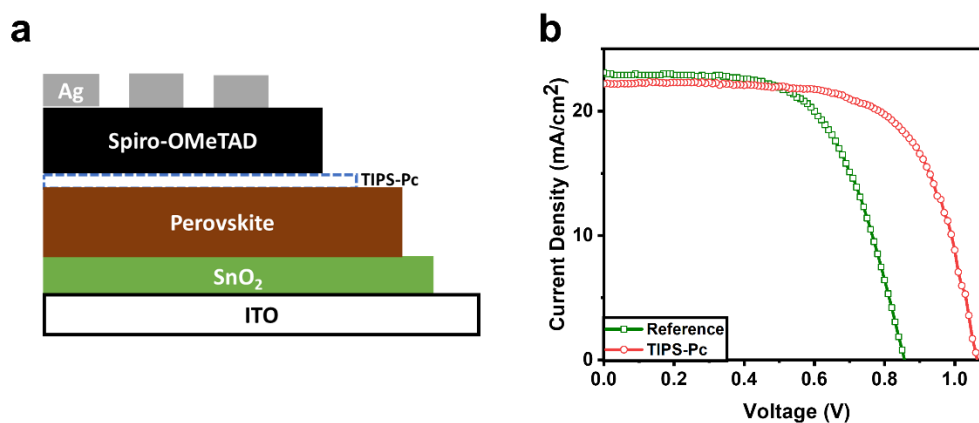 a
Ag
Spiro-OMeTAD
TIPS-Pc
Perovskite
SnO₂
ITO
b
Current Density (mA/cm²)
20
10
0
Reference
TIPS-Pc
0.0 0.2 0.4 0.6 0.8 1.0
Voltage (V)